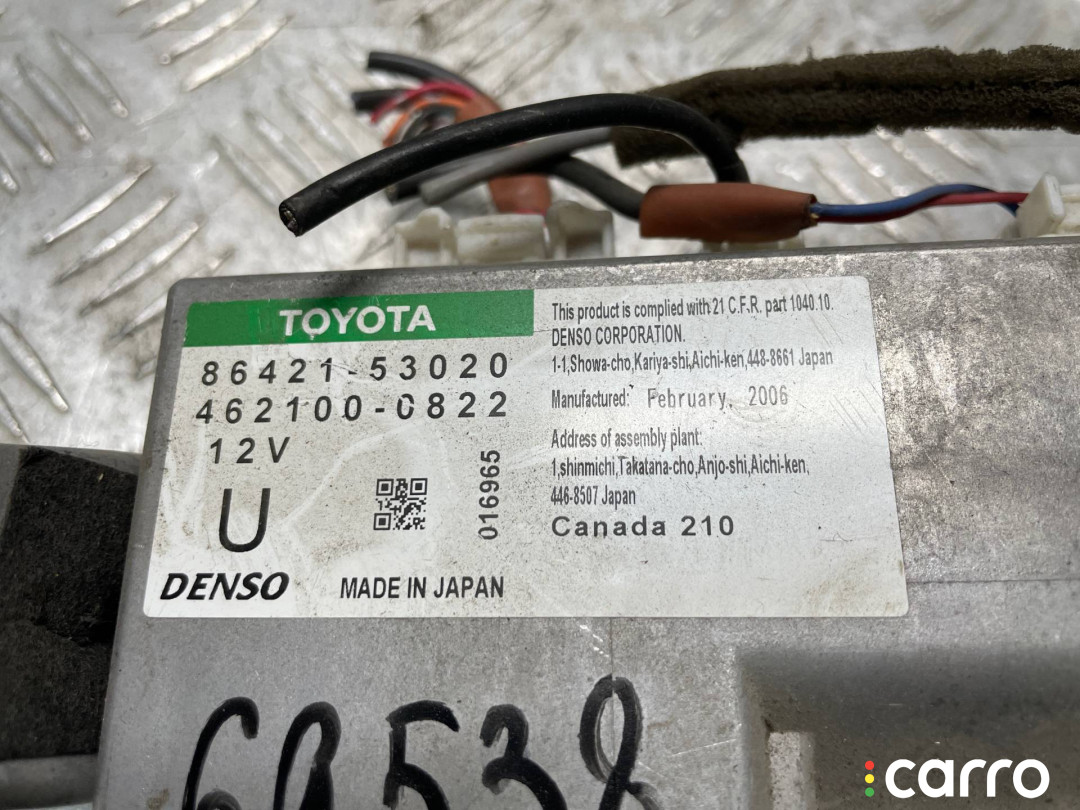 TOYOTA
86421-53020
462100-0822
12V
U
016965
DENSO
MADE IN JAPAN
This product is complied with 21 C.F.R. part 1040.10.
DENSO CORPORATION.
1-1,Showa-cho,Kariya-shi,Aichi-ken,448-8661 Japan
Manufactured: February, 2006
Address of assembly plant:
1,shinmichi,Takatana-cho,Anjo-shi,Aichi-ken,
446-8507 Japan
Canada 210
carro